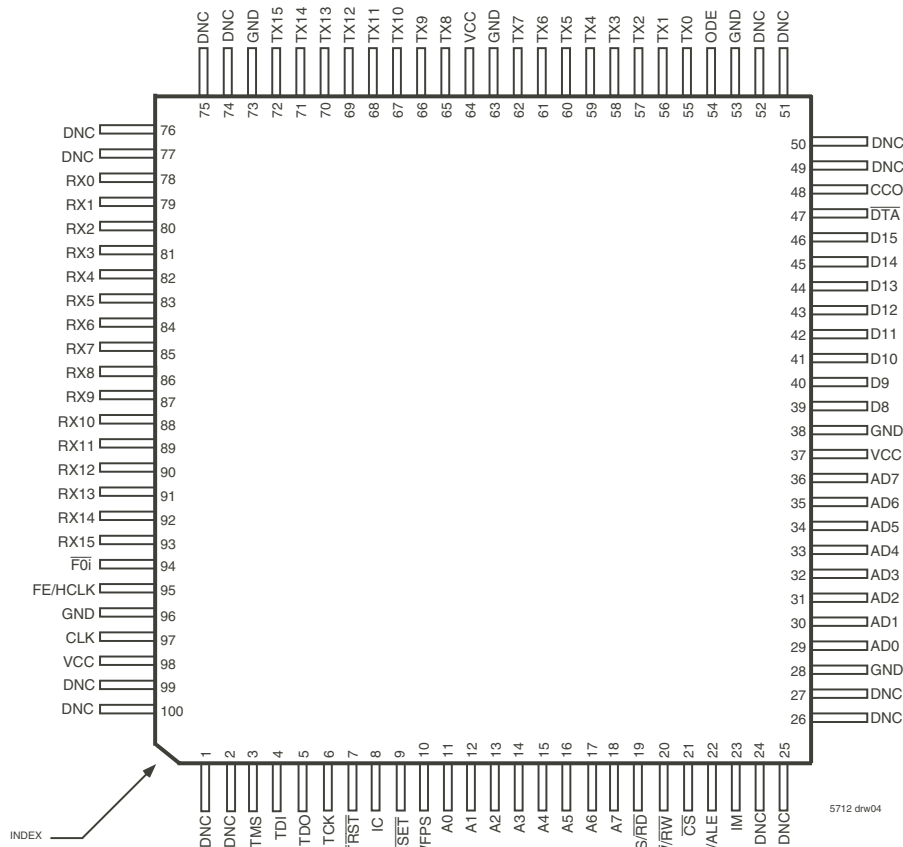 DNC
DNC
GND
TX15
TX14
TX13
TX12
TX11
TX10
TX9
TX8
VCC
GND
TX7
TX6
TX5
TX4
TX3
TX2
TX1
TX0
ODE
GND
DNC
DNC
75
74
73
72
71
70
69
68
67
66
65
64
63
62
61
60
59
58
57
56
55
54
53
52
51
DNC 76
DNC 77
RX0 78
RX1 79
RX2 80
RX3 81
RX4 82
RX5 83
RX6 84
RX7 85
RX8 86
RX9 87
RX10 88
RX11 89
RX12 90
RX13 91
RX14 92
RX15 93
F0i 94
FE/HCLK 95
GND 96
CLK 97
VCC 98
DNC 99
DNC 100
50 DNC
49 DNC
48 CCO
47 DTA
46 D15
45 D14
44 D13
43 D12
42 D11
41 D10
40 D9
39 D8
38 GND
37 VCC
36 AD7
35 AD6
34 AD5
33 AD4
32 AD3
31 AD2
30 AD1
29 AD0
28 GND
27 DNC
26 DNC
1
2
3
4
5
6
7
8
9
10
11
12
13
14
15
16
17
18
19
20
21
22
23
24
25
DNC
DNC
TMS
TDI
TDO
TCK
RST
IC
SET
FPS
A0
A1
A2
A3
A4
A5
A6
A7
S/RD
/RW
CS
/ALE
IM
DNC
DNC
INDEX
5712 drw04